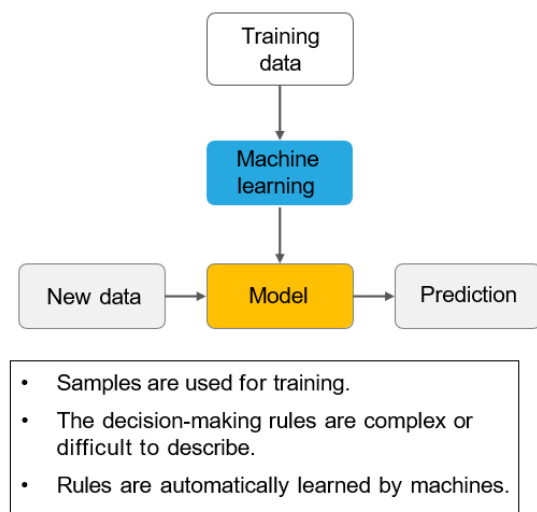 Training
data
Machine
learning
New data
Model
Prediction
• Samples are used for training.
• The decision-making rules are complex or
difficult to describe.
• Rules are automatically learned by machines.